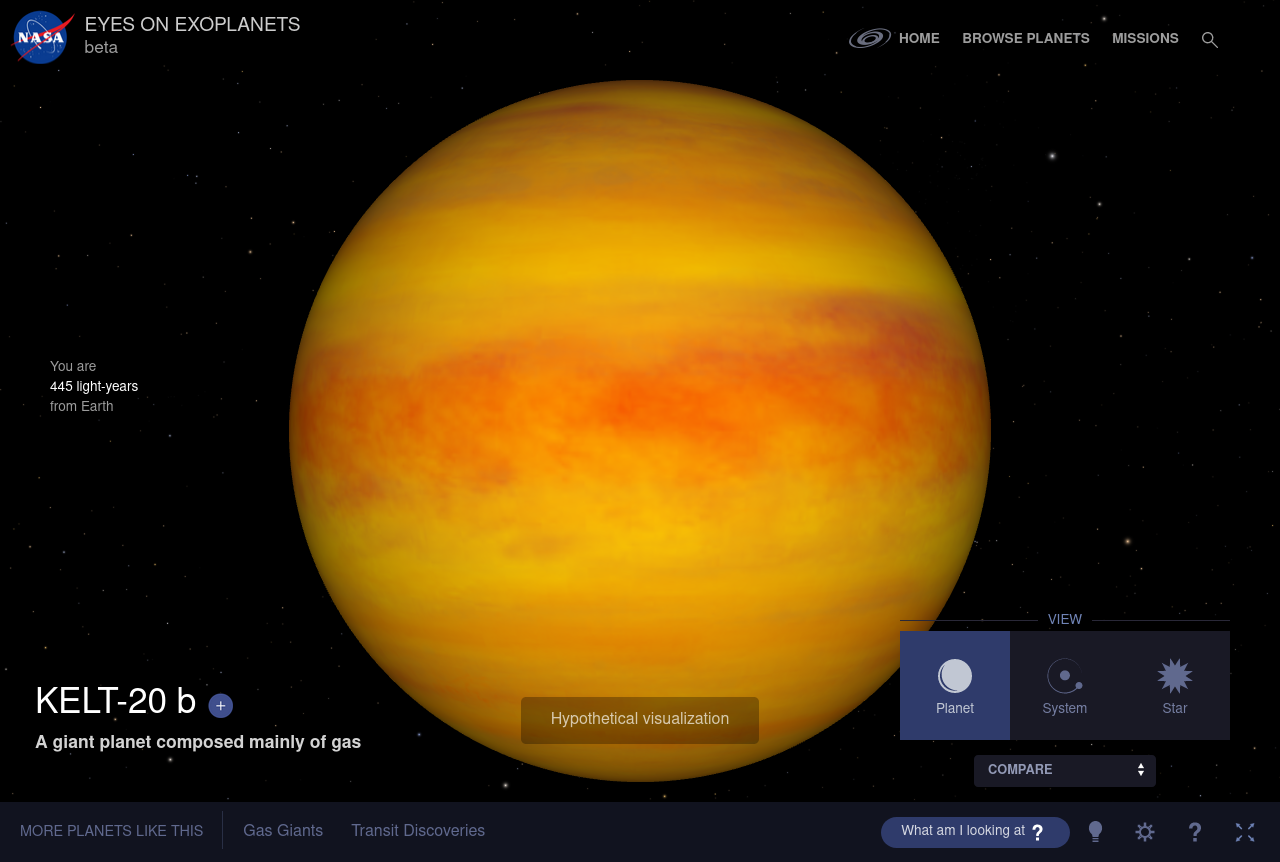 NASA
EYES ON EXOPLANETS
beta
HOME
BROWSE PLANETS
MISSIONS
You are
445 light-years
from Earth
VIEW
Planet
System
Star
KELT-20 b +
A giant planet composed mainly of gas
Hypothetical visualization
COMPARE
MORE PLANETS LIKE THIS
Gas Giants
Transit Discoveries
What am I looking at ?
?